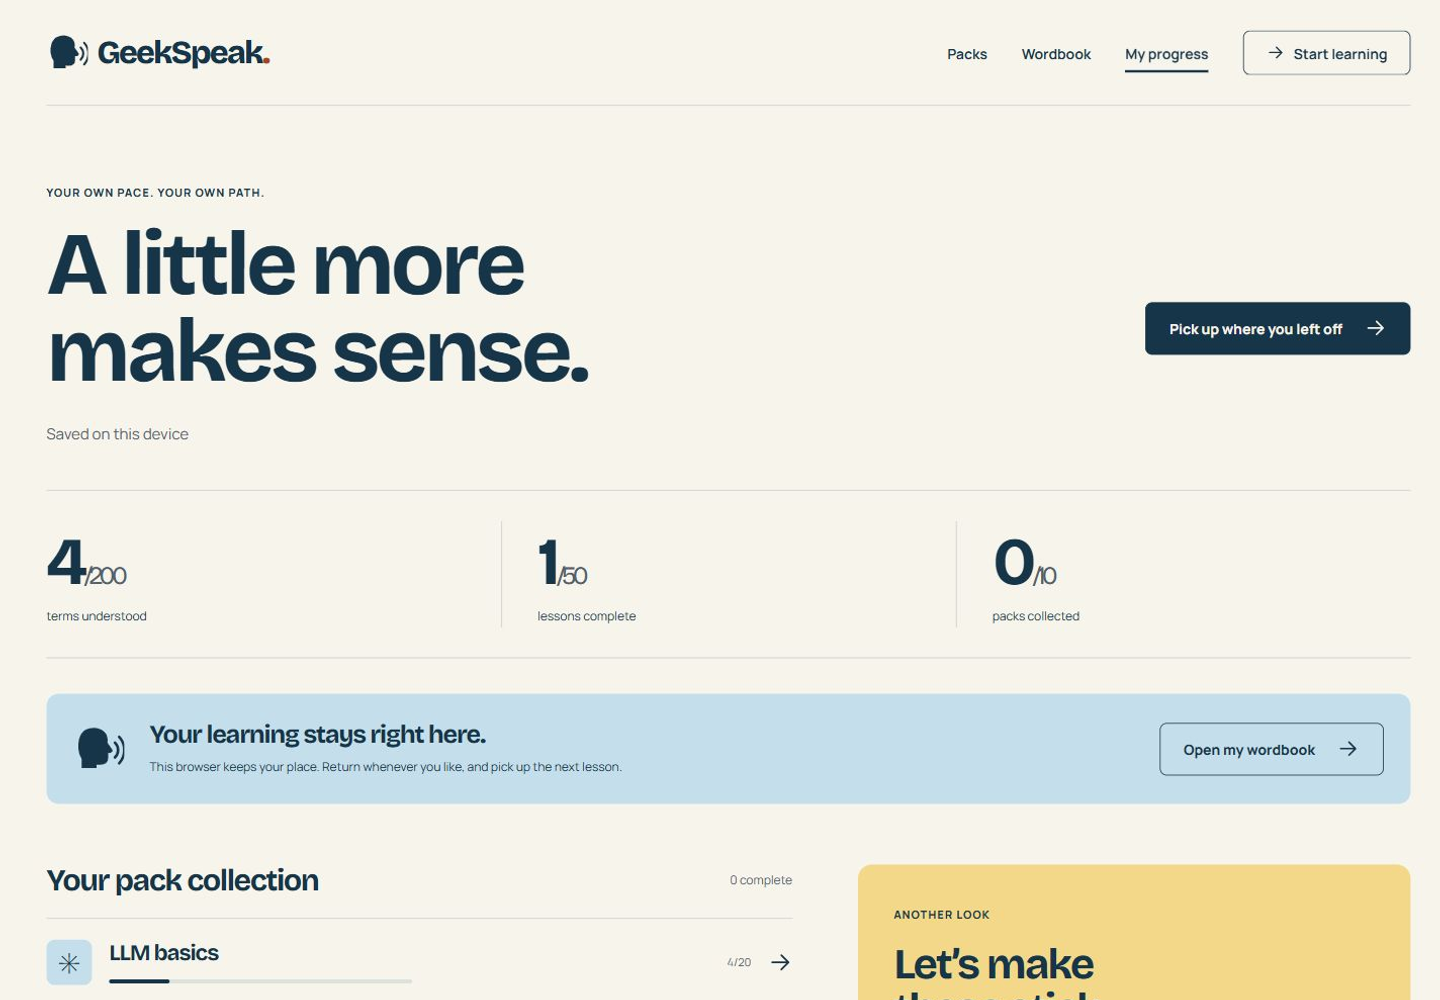 GeekSpeak.
Packs
Wordbook
My progress
Start learning
YOUR OWN PACE. YOUR OWN PATH.
A little more
makes sense.
Pick up where you left off
Saved on this device
4/200
terms understood
1/50
lessons complete
0/10
packs collected
Your learning stays right here.
This browser keeps your place. Return whenever you like, and pick up the next lesson.
Open my wordbook
Your pack collection
0 complete
LLM basics
4/20
ANOTHER LOOK
Let's make